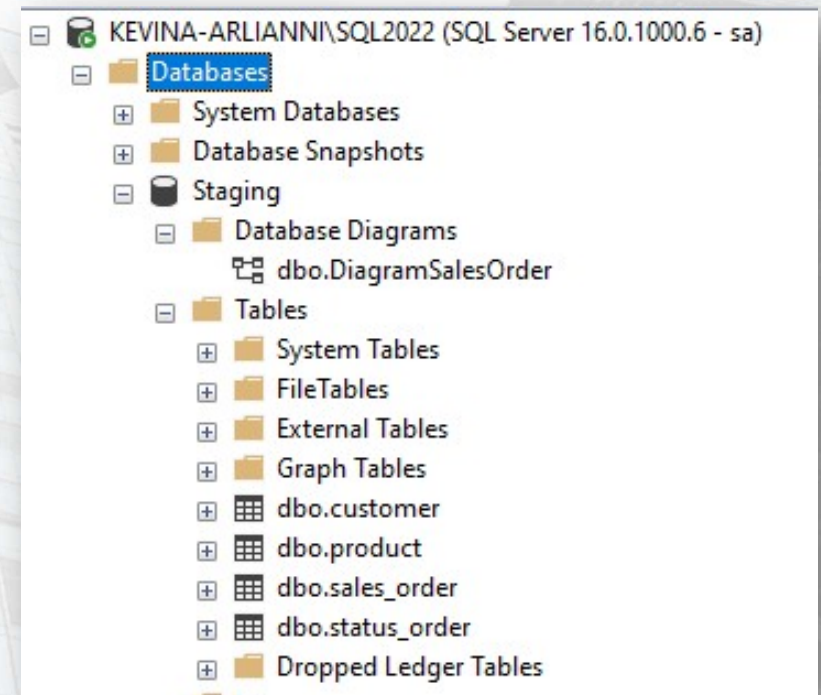 KEVINA-ARLIANNI\SQL2022 (SQL Server 16.0.1000.6 - sa)
Databases
System Databases
Database Snapshots
Staging
Database Diagrams
dbo.DiagramSalesOrder
Tables
System Tables
FileTables
External Tables
Graph Tables
dbo.customer
dbo.product
dbo.sales_order
dbo.status_order
Dropped Ledger Tables